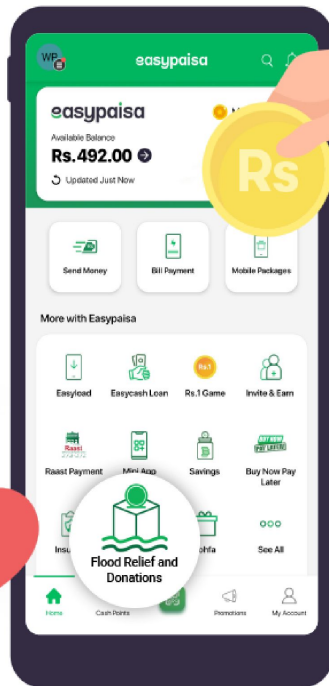 WP
easypaisa
easypaisa
Available Balance
Rs.492.00
Updated Just Now
Rs
Send Money
Bill Payment
Mobile Packages
More with Easypaisa
Easyload
Easycash Loan
Rs.1
Rs.1 Game
Invite & Earn
Raast
Raast Payment
Mini App
Savings
BUY NOW
PAY LATER
Buy Now Pay
Later
Flood Relief and
Donations
See All
Home
Cash Points
Promotions
My Account